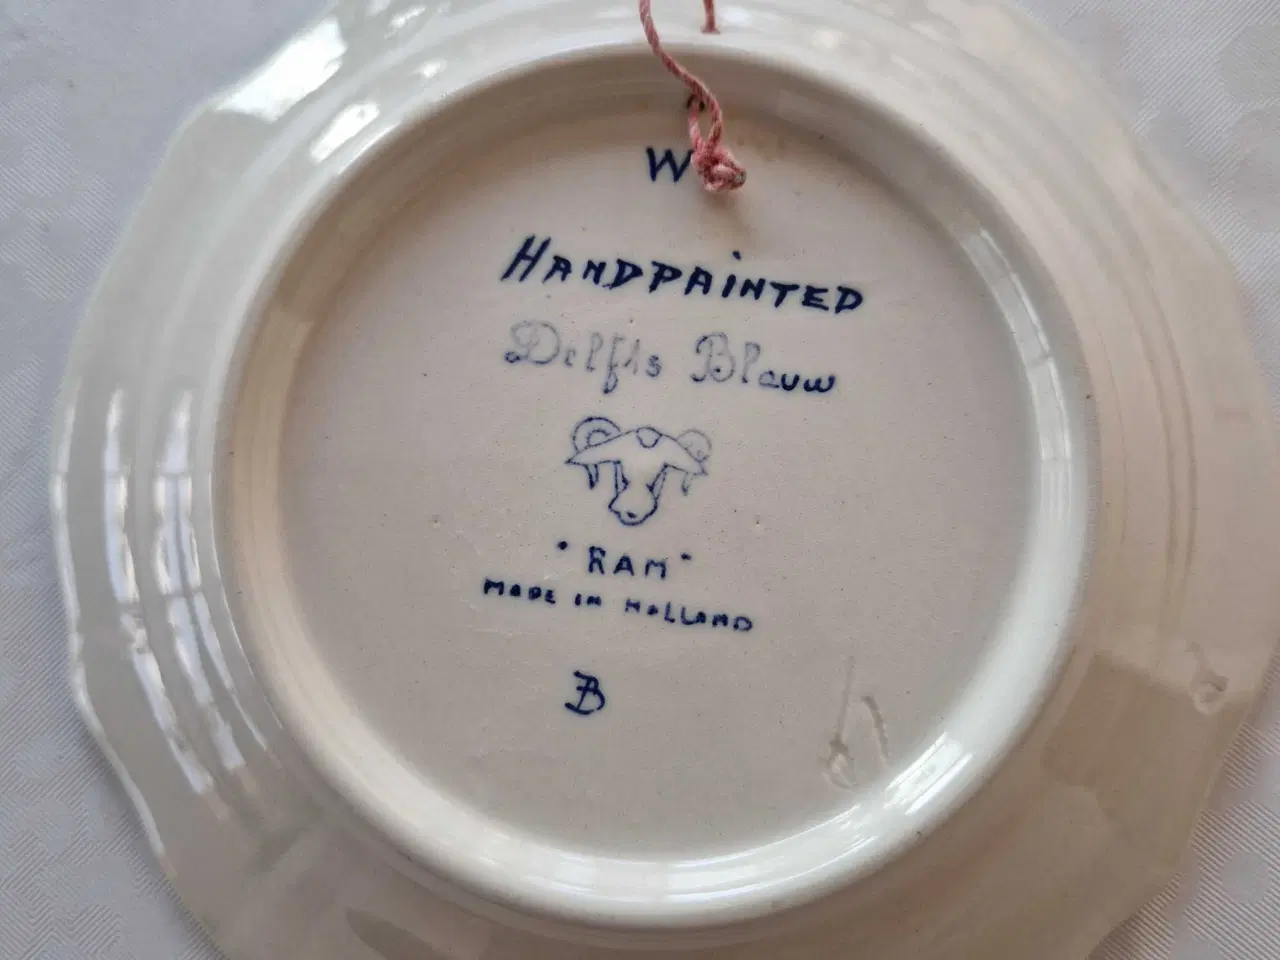 W
HANDPAINTED
Delfts Blauw
"RAM"
MADE IN HOLLAND
B